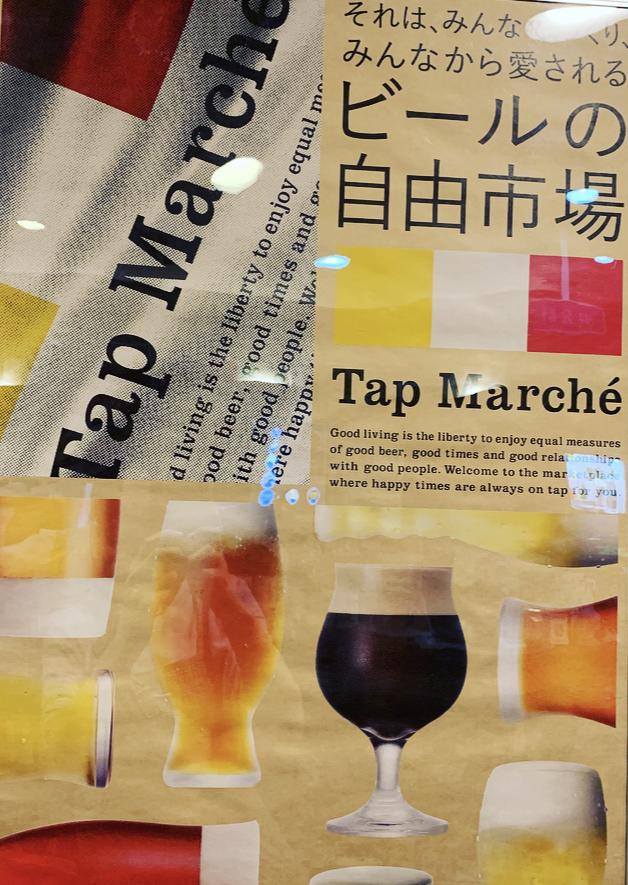 それは、みんな
くり、
みんなから愛される
ビールの
自由市場
Tap Marché
Good living is the liberty to enjoy equal measures
of good beer, good times and good relationships
with good people. Welcome to the marketplace
where happy times are always on tap for you.
Tap Marché
d living is the liberty to enjoy equal
ood beer, good times and
ith good people.
ere happy